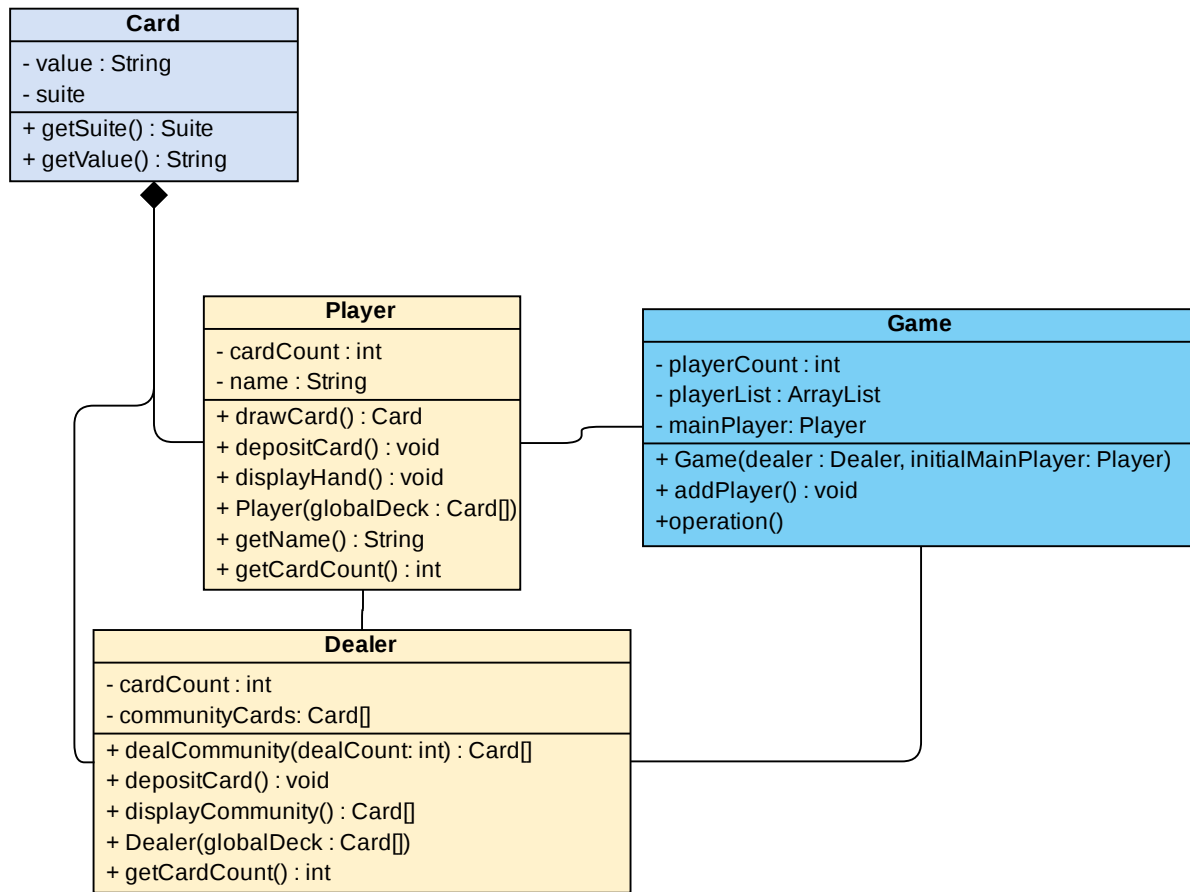 Card
- value : String
- suite
+ getSuite() : Suite
+ getValue() : String
Player
- cardCount : int
- name : String
+ drawCard() : Card
+ depositCard() : void
+ displayHand() : void
+ Player(globalDeck : Card[])
+ getName() : String
+ getCardCount() : int
Game
- playerCount : int
- playerList : ArrayList
- mainPlayer: Player
+ Game(dealer : Dealer, initialMainPlayer: Player)
+ addPlayer() : void
+operation()
Dealer
- cardCount : int
- communityCards: Card[]
+ dealCommunity(dealCount: int) : Card[]
+ depositCard() : void
+ displayCommunity() : Card[]
+ Dealer(globalDeck : Card[])
+ getCardCount() : int